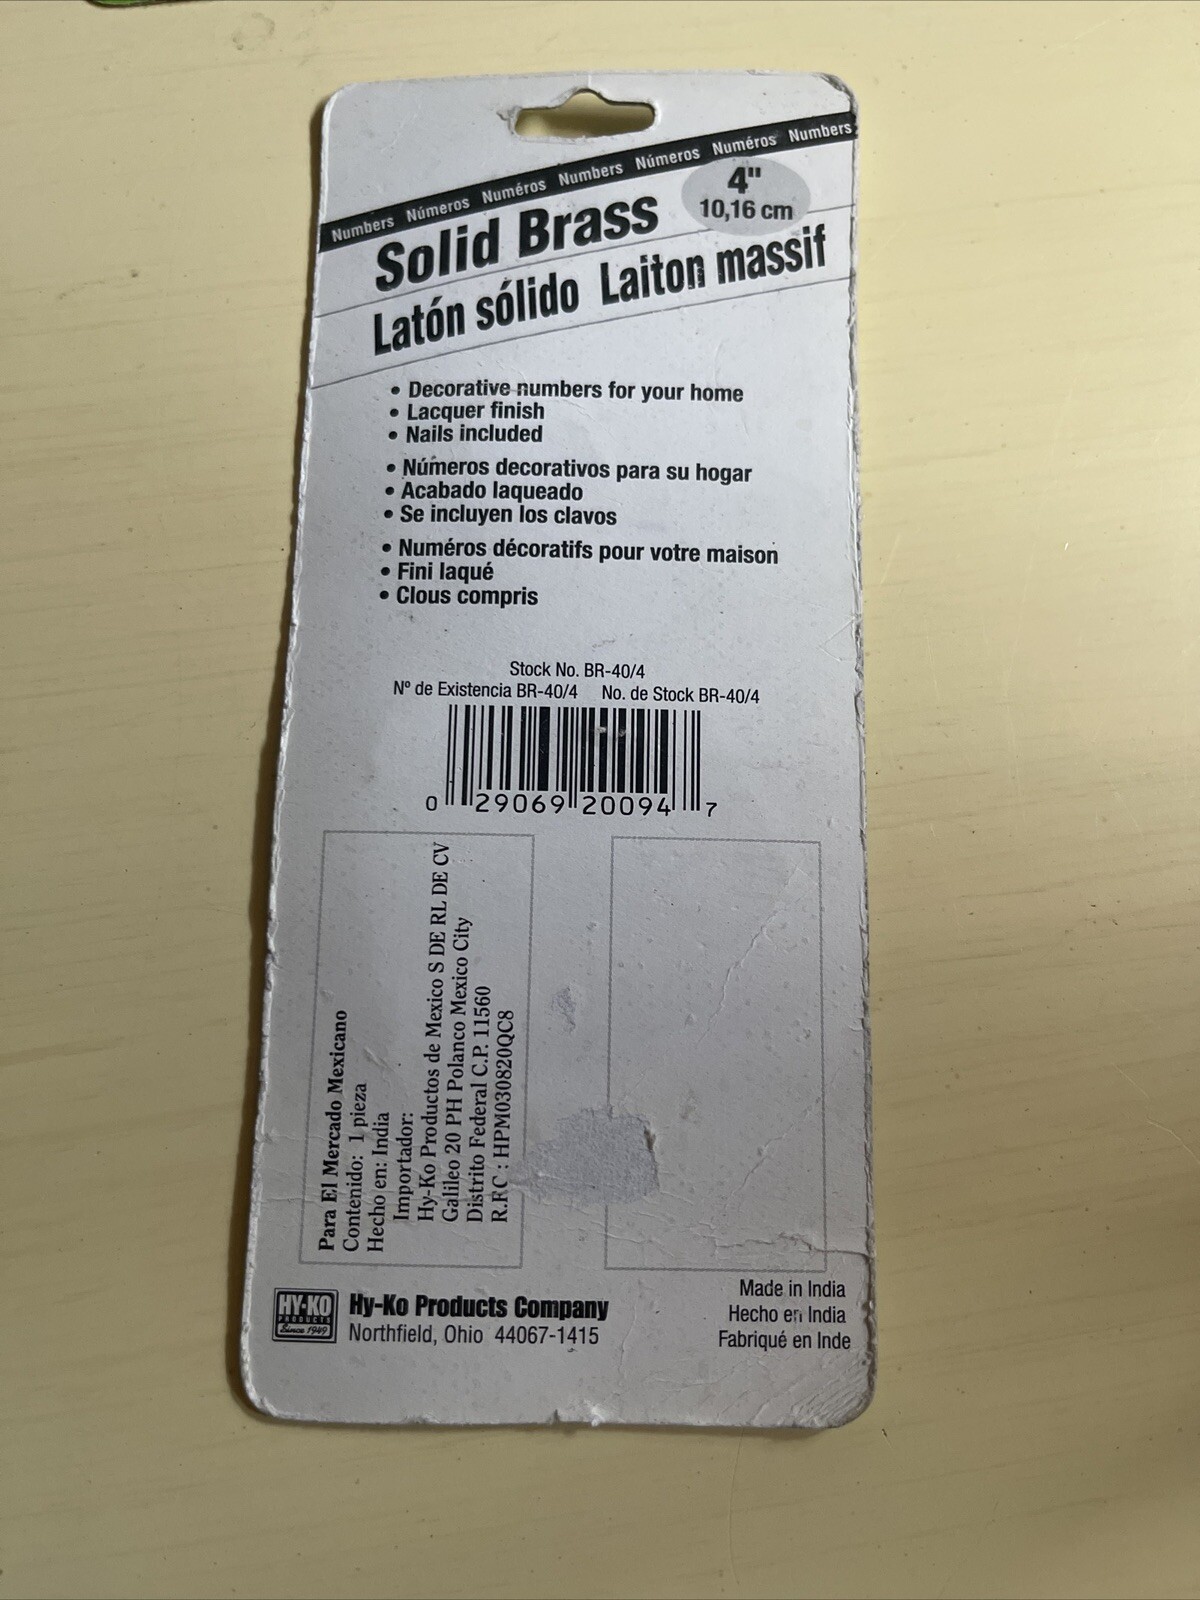 Numbers Números Numéros Numbers Números Numéros Numbers
4"
10,16 cm
Solid Brass
Latón sólido Laiton massif
• Decorative numbers for your home
• Lacquer finish
• Nails included
• Números decorativos para su hogar
• Acabado laqueado
• Se incluyen los clavos
• Numéros décoratifs pour votre maison
• Fini laqué
• Clous compris
Stock No. BR-40/4
Nº de Existencia BR-40/4 No. de Stock BR-40/4
0 29069 20094 7
Para El Mercado Mexicano
Contenido: 1 pieza
Hecho en: India
Importador:
Hy-Ko Productos de Mexico S DE RL DE CV
Galileo 20 PH Polanco Mexico City
Distrito Federal C.P. 11560
R.FC : HPM030820QC8
HY-KO
PRODUCTS
Since 1949
Hy-Ko Products Company
Northfield, Ohio 44067-1415
Made in India
Hecho en India
Fabriqué en Inde